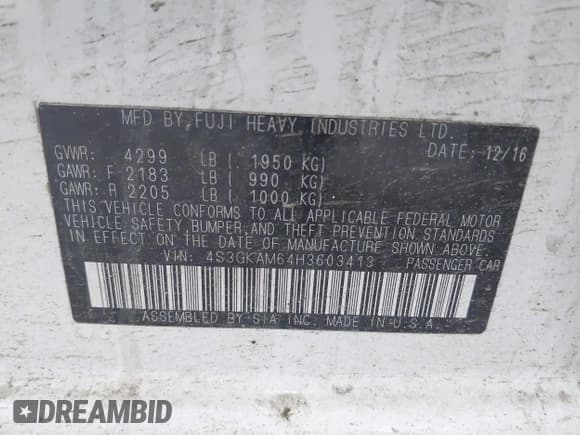 MFD BY FUJI HEAVY INDUSTRIES LTD.
DATE: 12/16
GVWR: 4299 LB ( 1950 KG)
GAWR: F 2183 LB ( 990 KG)
GAWR: R 2205 LB ( 1000 KG)
THIS VEHICLE CONFORMS TO ALL APPLICABLE FEDERAL MOTOR
VEHICLE SAFETY, BUMPER, AND THEFT PREVENTION STANDARDS
IN EFFECT ON THE DATE OF MANUFACTURE SHOWN ABOVE.
VIN: 4S3GKAM64H3603413 PASSENGER CAR
ASSEMBLED BY SIA INC. MADE IN U.S.A.
DREAMBID